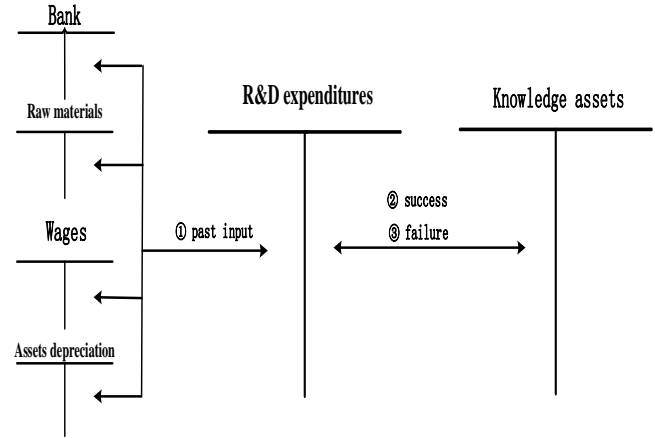 Bank
Raw materials
Wages
Assets depreciation
① past input
R&D expenditures
② success
③ failure
Knowledge assets